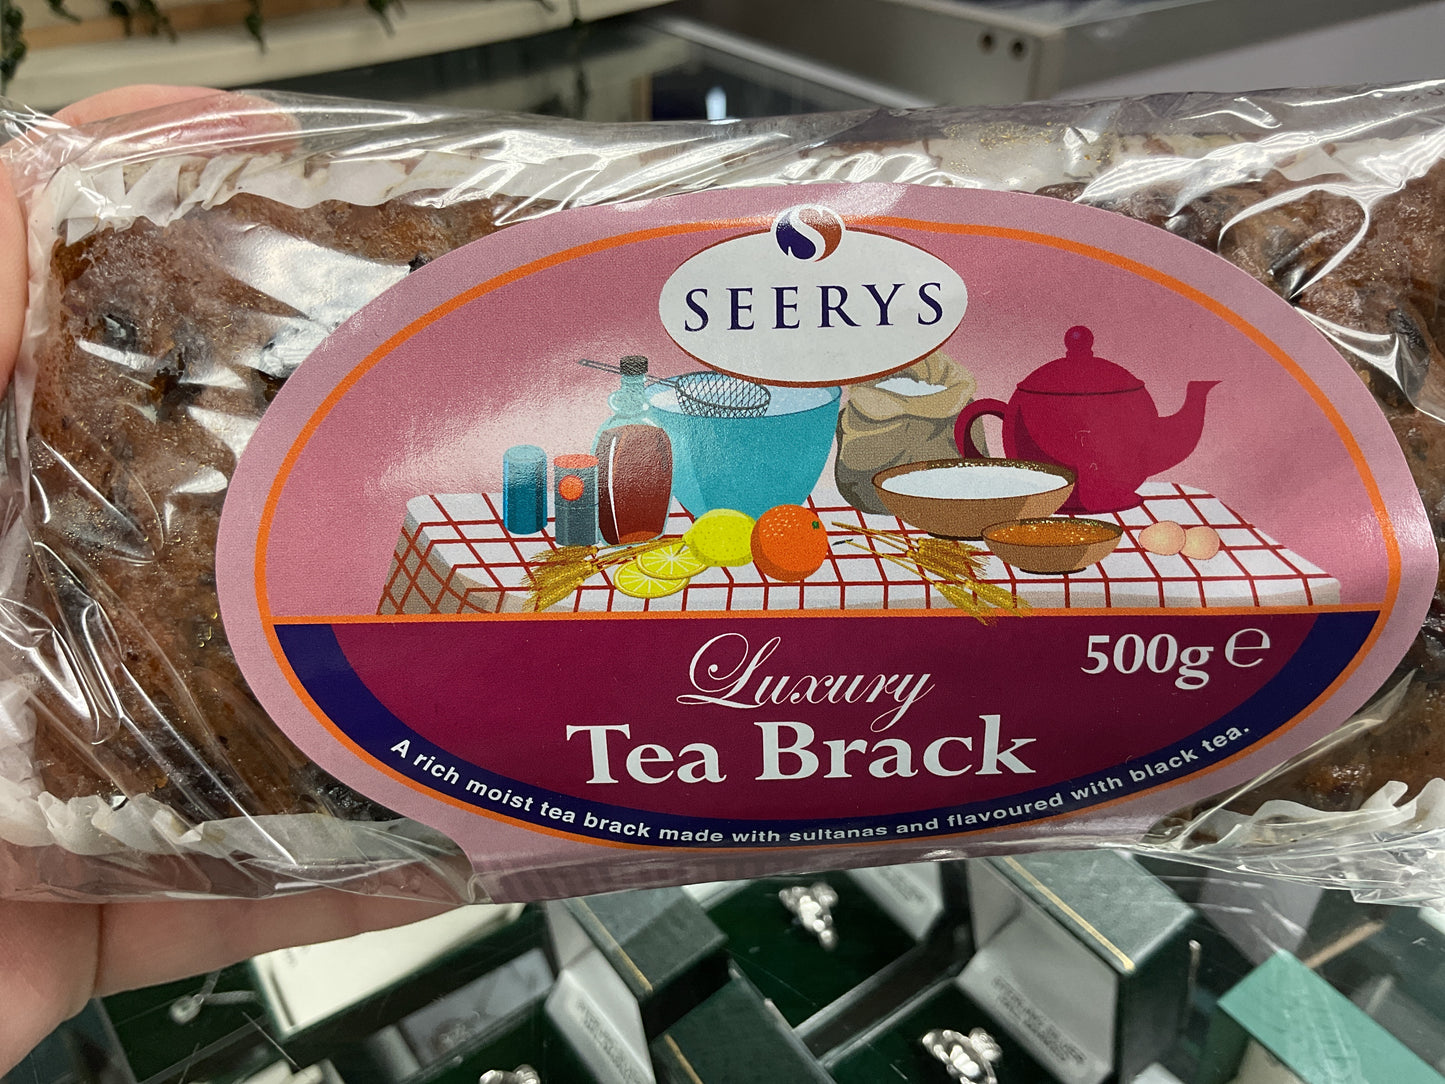 SEERYS
500g ℮
Luxury
Tea Brack
A rich moist tea brack made with sultanas and flavoured with black tea.